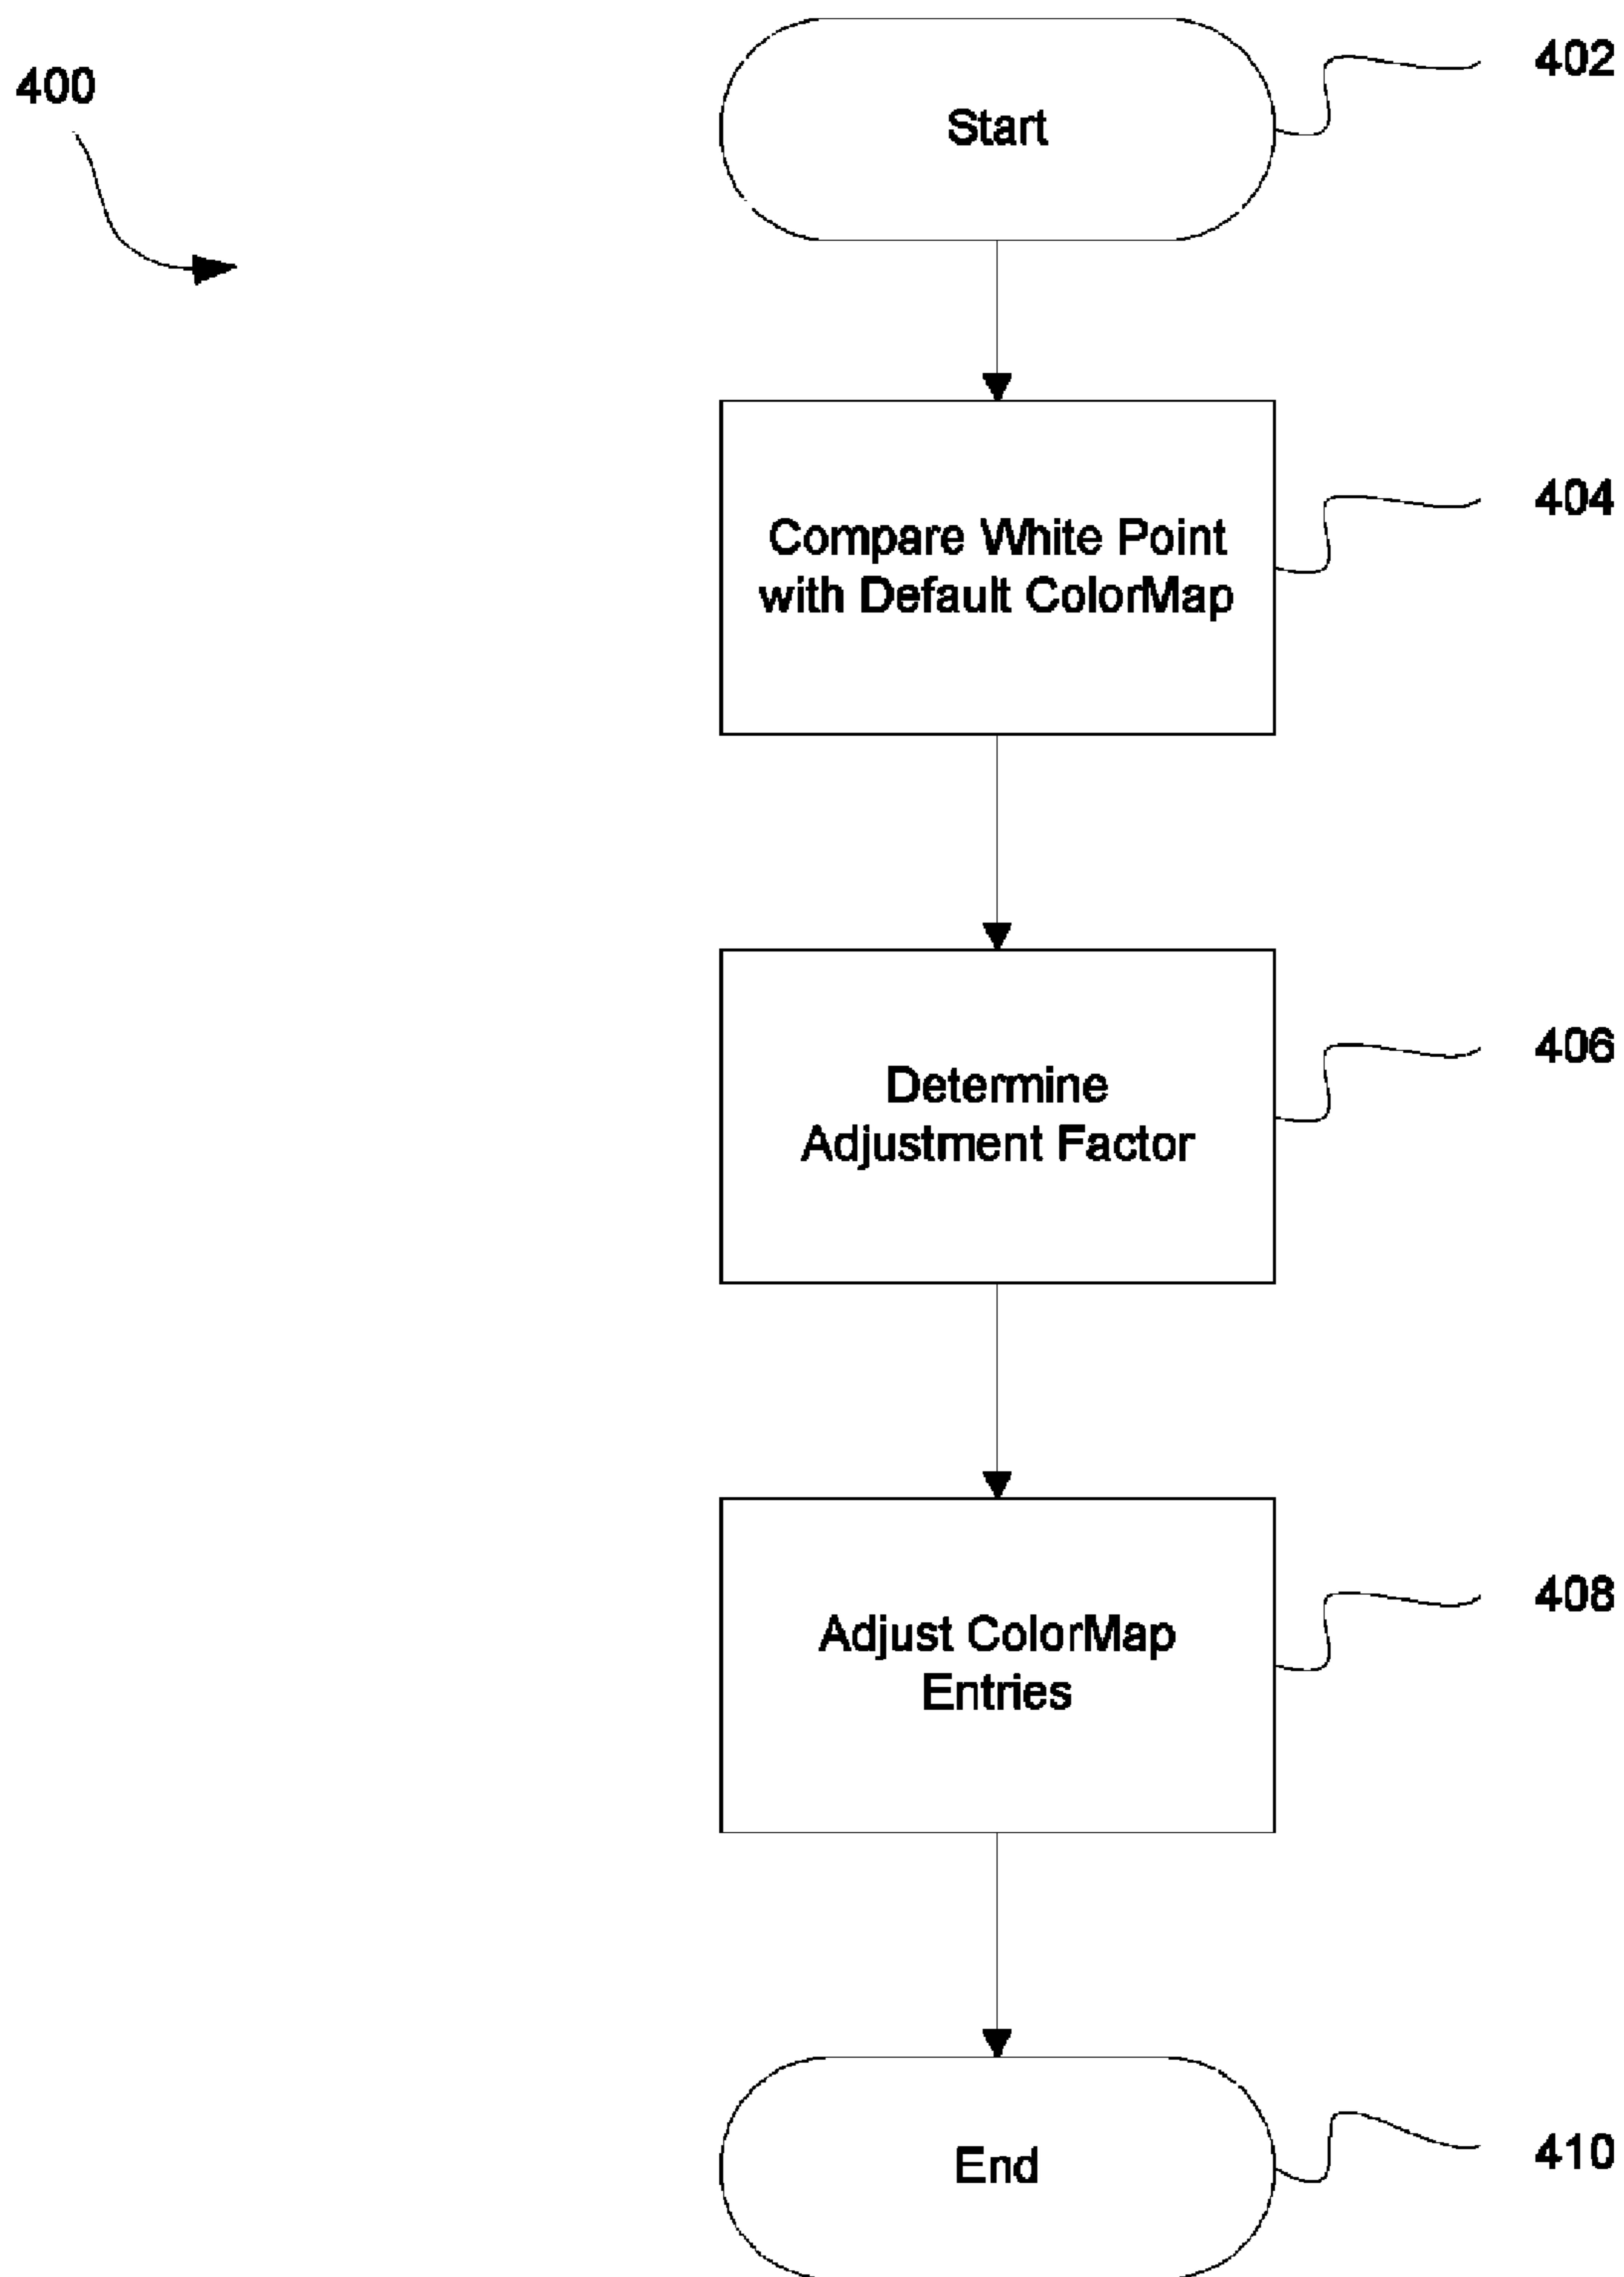 400
Start
402
Compare White Point
with Default ColorMap
404
Determine
Adjustment Factor
406
Adjust ColorMap
Entries
408
End
410